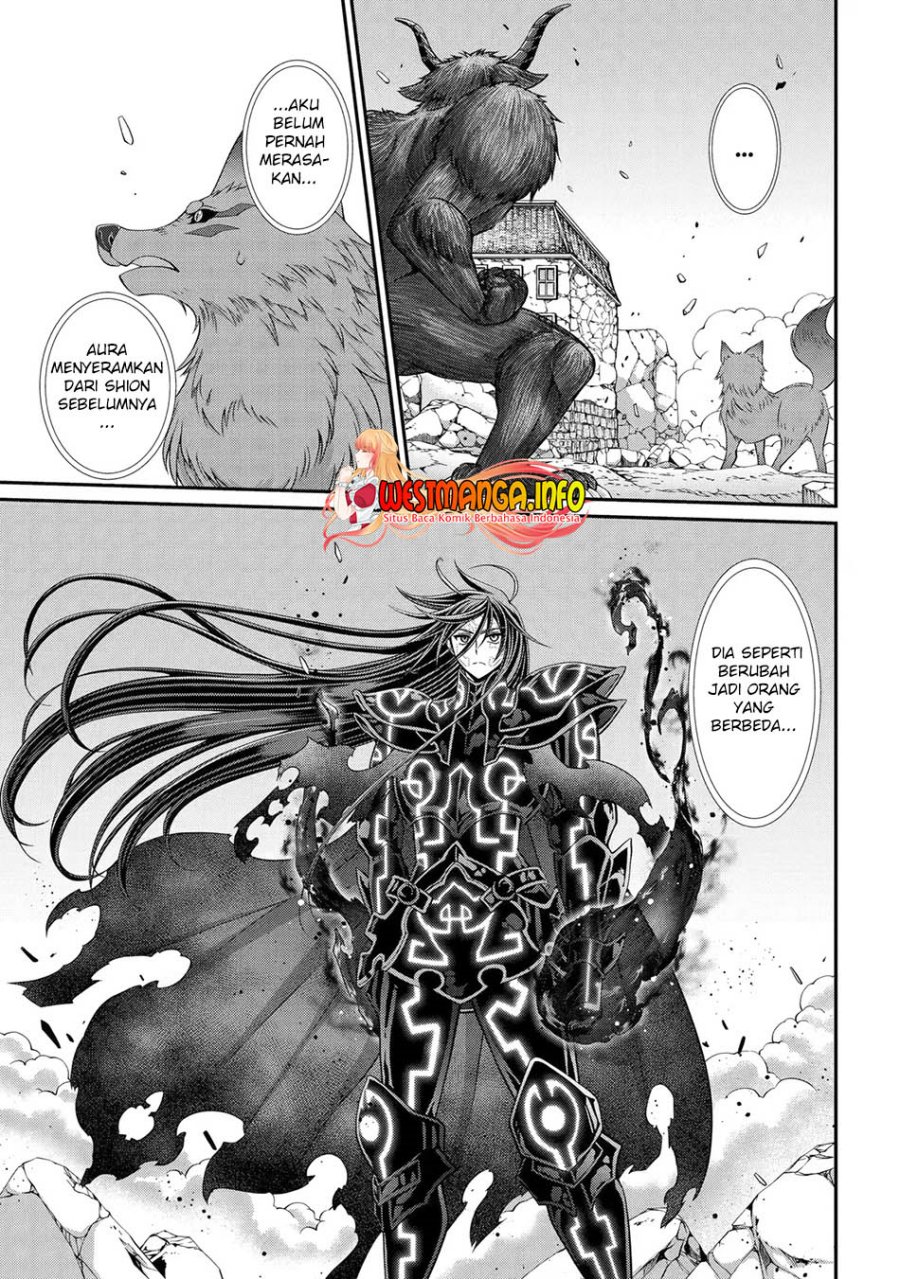 ...
...AKU
BELUM
PERNAH
MERASA-
KAN...
AURA
MENYERAMKAN
DARI SHION
SEBELUMNYA
...
WESTMANGA.INFO
Situs Baca Komik Berbahasa Indonesia
DIA SEPERTI
BERUBAH
JADI ORANG
YANG
BERBEDA...